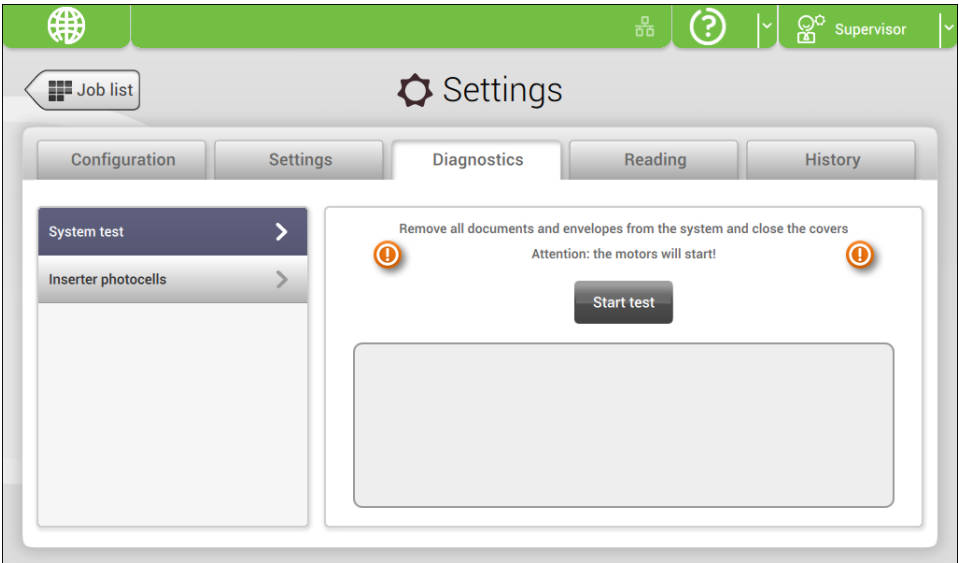 Supervisor
Job list
Settings
Configuration
Settings
Diagnostics
Reading
History
System test
Inserter photocells
Remove all documents and envelopes from the system and close the covers
Attention: the motors will start!
Start test